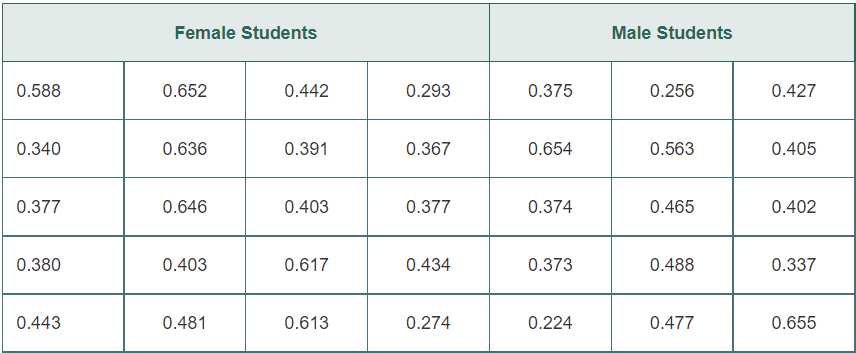 Female Students Male Students
0.588 0.652 0.442 0.293 0.375 0.256 0.427
0.340 0.636 0.391 0.367 0.654 0.563 0.405
0.377 0.646 0.403 0.377 0.374 0.465 0.402
0.380 0.403 0.617 0.434 0.373 0.488 0.337
0.443 0.481 0.613 0.274 0.224 0.477 0.655